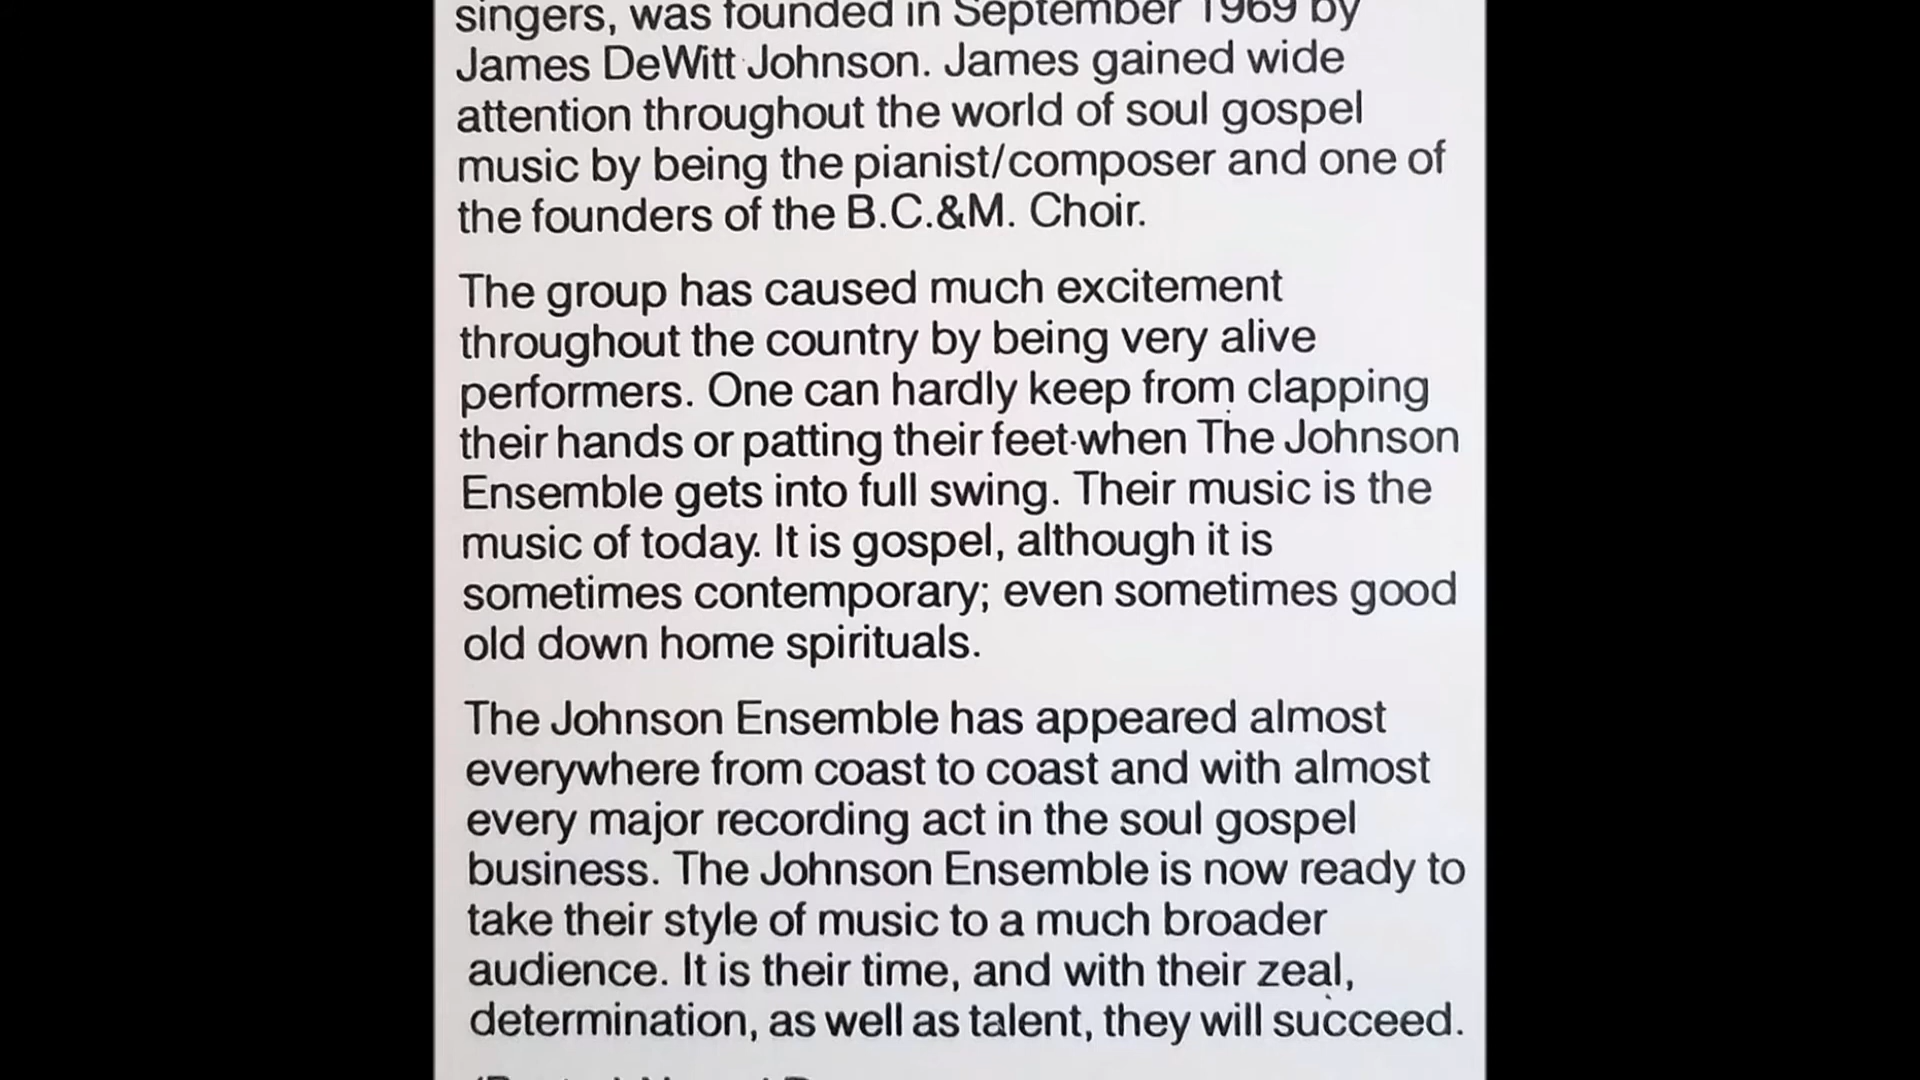 singers, was founded in September 1969 by
James DeWitt Johnson. James gained wide
attention throughout the world of soul gospel
music by being the pianist/composer and one of
the founders of the B.C.&M. Choir.
The group has caused much excitement
throughout the country by being very alive
performers. One can hardly keep from clapping
their hands or patting their feet when The Johnson
Ensemble gets into full swing. Their music is the
music of today. It is gospel, although it is
sometimes contemporary; even sometimes good
old down home spirituals.
The Johnson Ensemble has appeared almost
everywhere from coast to coast and with almost
every major recording act in the soul gospel
business. The Johnson Ensemble is now ready to
take their style of music to a much broader
audience. It is their time, and with their zeal,
determination, as well as talent, they will succeed.